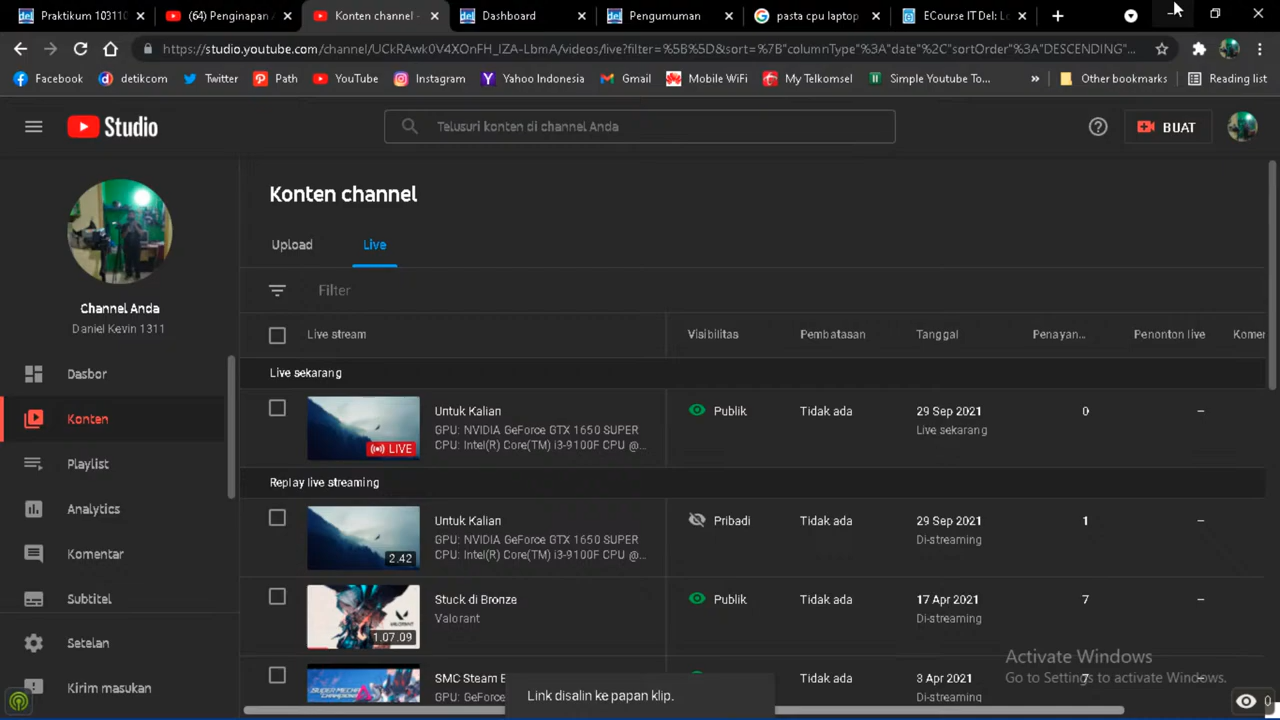 Praktikum 103110
(64) Penginapan A
Konten channel -
Dashboard
Pengumuman
pasta cpu laptop
ECourse IT Del: Lo
https://studio.youtube.com/channel/UCkRAwk0V4XOnFH_IZA-LbmA/videos/live?filter=%5B%5D&sort=%7B"columnType"%3A"date"%2C"sortOrder"%3A"DESCENDING"...
Facebook
detikcom
Twitter
Path
YouTube
Instagram
Yahoo Indonesia
Gmail
Mobile WiFi
My Telkomsel
Simple Youtube To...
»
Other bookmarks
Reading list
Studio
Telusuri konten di channel Anda
BUAT
Channel Anda
Daniel Kevin 1311
Dasbor
Konten
Playlist
Analytics
Komentar
Subtitel
Setelan
Kirim masukan
Konten channel
Upload
Live
Filter
Live stream
Visibilitas
Pembatasan
Tanggal
Penayan...
Penonton live
Komer
Live sekarang
LIVE
Untuk Kalian
GPU: NVIDIA GeForce GTX 1650 SUPER
CPU: Intel(R) Core(TM) i3-9100F CPU @...
Publik
Tidak ada
29 Sep 2021
Live sekarang
0
–
Replay live streaming
2.42
Untuk Kalian
GPU: NVIDIA GeForce GTX 1650 SUPER
CPU: Intel(R) Core(TM) i3-9100F CPU @...
Pribadi
Tidak ada
29 Sep 2021
Di-streaming
1
–
VALORANT
1.07.09
Stuck di Bronze
Valorant
Publik
Tidak ada
17 Apr 2021
Di-streaming
7
–
SMC Steam E
GPU: GeForce
Tidak ada
3 Apr 2021
Di-streaming
7
–
Link disalin ke papan klip.
Activate Windows
Go to Settings to activate Windows.
0